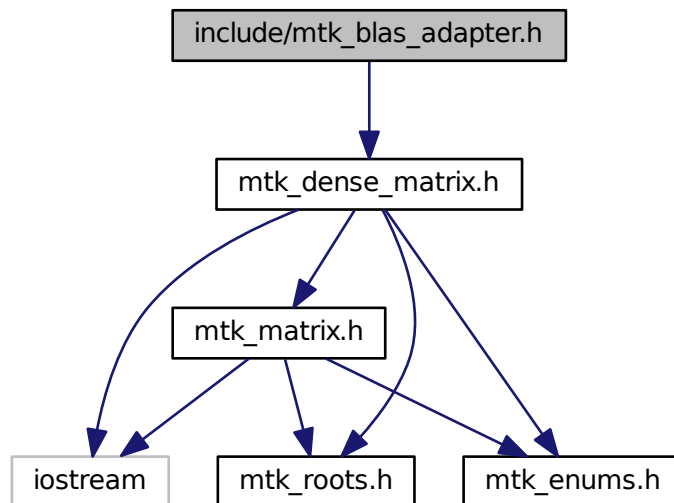 include/mtk_blas_adapter.h
mtk_dense_matrix.h
mtk_matrix.h
iostream
mtk_roots.h
mtk_enums.h